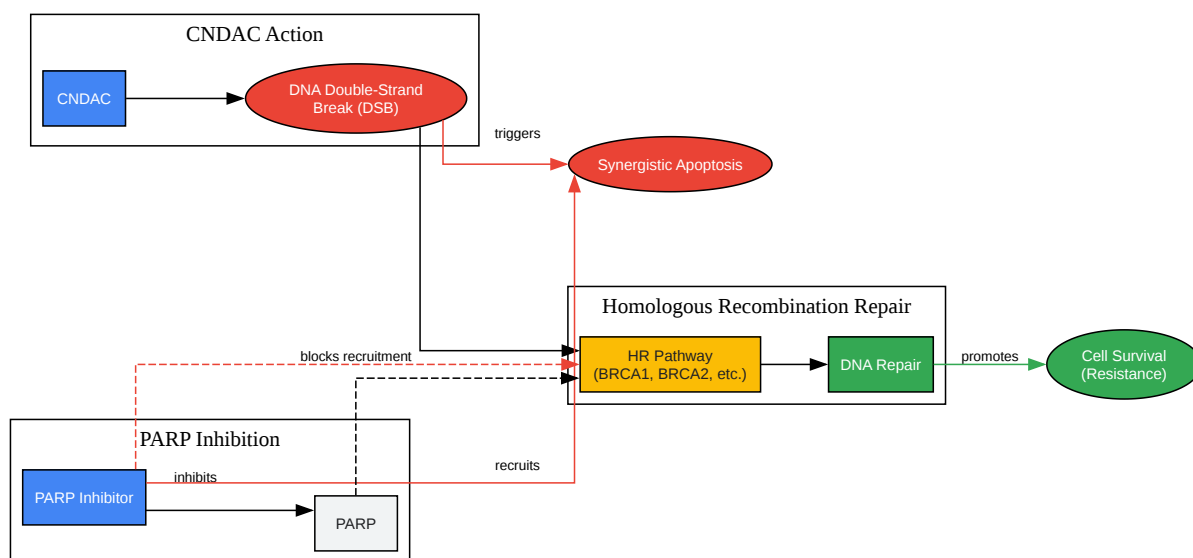 CNDAC Action
CNDAC
DNA Double-Strand
Break (DSB)
triggers
Synergistic Apoptosis
Homologous Recombination Repair
blocks recruitment
HR Pathway
(BRCA1, BRCA2, etc.)
DNA Repair
promotes
Cell Survival
(Resistance)
PARP Inhibition
PARP Inhibitor
inhibits
recruits
PARP